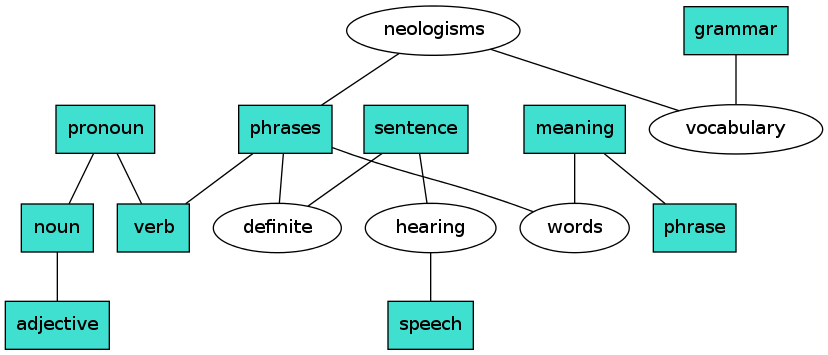 neologisms
grammar
pronoun
phrases
sentence
meaning
vocabulary
noun
verb
definite
hearing
words
phrase
adjective
speech